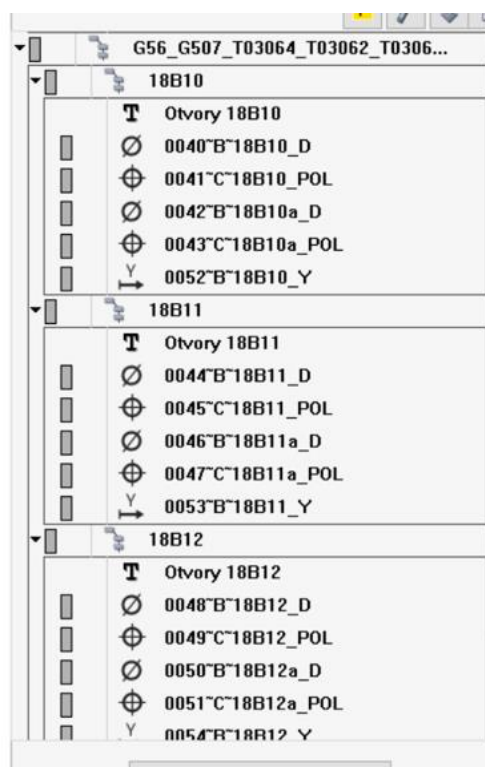 G56_G507_T03064_T03062_T0306...
18B10
T Otvory 18B10
0040~B~18B10_D
0041~C~18B10_POL
0042~B~18B10a_D
0043~C~18B10a_POL
Y 0052~B~18B10_Y
18B11
T Otvory 18B11
0044~B~18B11_D
0045~C~18B11_POL
0046~B~18B11a_D
0047~C~18B11a_POL
Y 0053~B~18B11_Y
18B12
T Otvory 18B12
0048~B~18B12_D
0049~C~18B12_POL
0050~B~18B12a_D
0051~C~18B12a_POL
Y 0054~B~18B12_Y